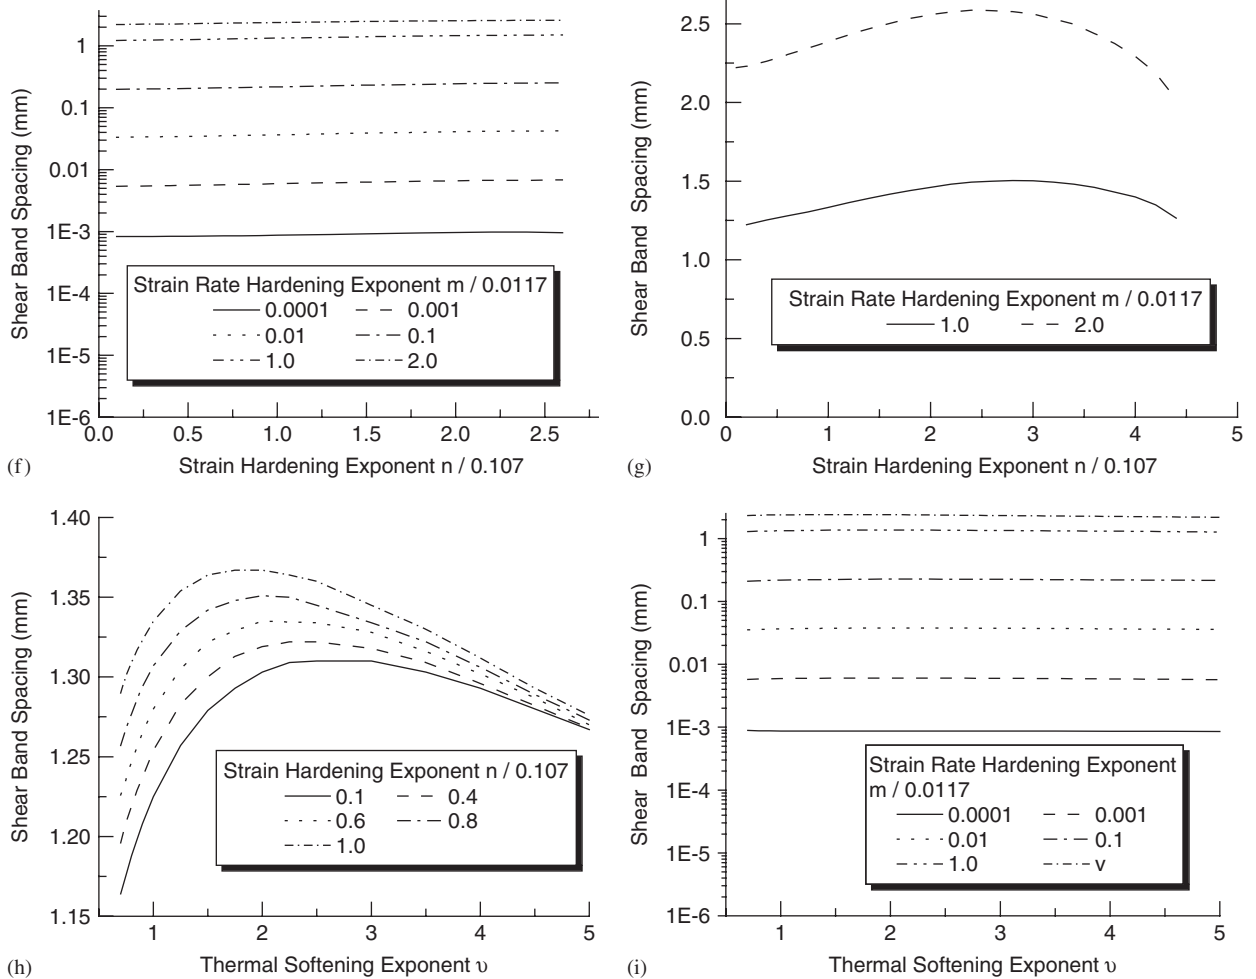 1
0.1
0.01
1E-3
1E-4
1E-5
1E-6
0.0 0.5 1.0 1.5 2.0 2.5
Shear Band Spacing (mm)
Strain Rate Hardening Exponent m / 0.0117
0.0001 0.001
0.01 0.1
1.0 2.0
Strain Hardening Exponent n / 0.107
(f)
2.5
2.0
1.5
1.0
0.5
0.0
0 1 2 3 4 5
Shear Band Spacing (mm)
Strain Rate Hardening Exponent m / 0.0117
1.0 2.0
Strain Hardening Exponent n / 0.107
(g)
1.40
1.35
1.30
1.25
1.20
1.15
1 2 3 4 5
Shear Band Spacing (mm)
Strain Hardening Exponent n / 0.107
0.1 0.4
0.6 0.8
1.0
Thermal Softening Exponent υ
(h)
1
0.1
0.01
1E-3
1E-4
1E-5
1E-6
1 2 3 4 5
Shear Band Spacing (mm)
Strain Rate Hardening Exponent
m / 0.0117
0.0001 0.001
0.01 0.1
1.0 v
Thermal Softening Exponent υ
(i)